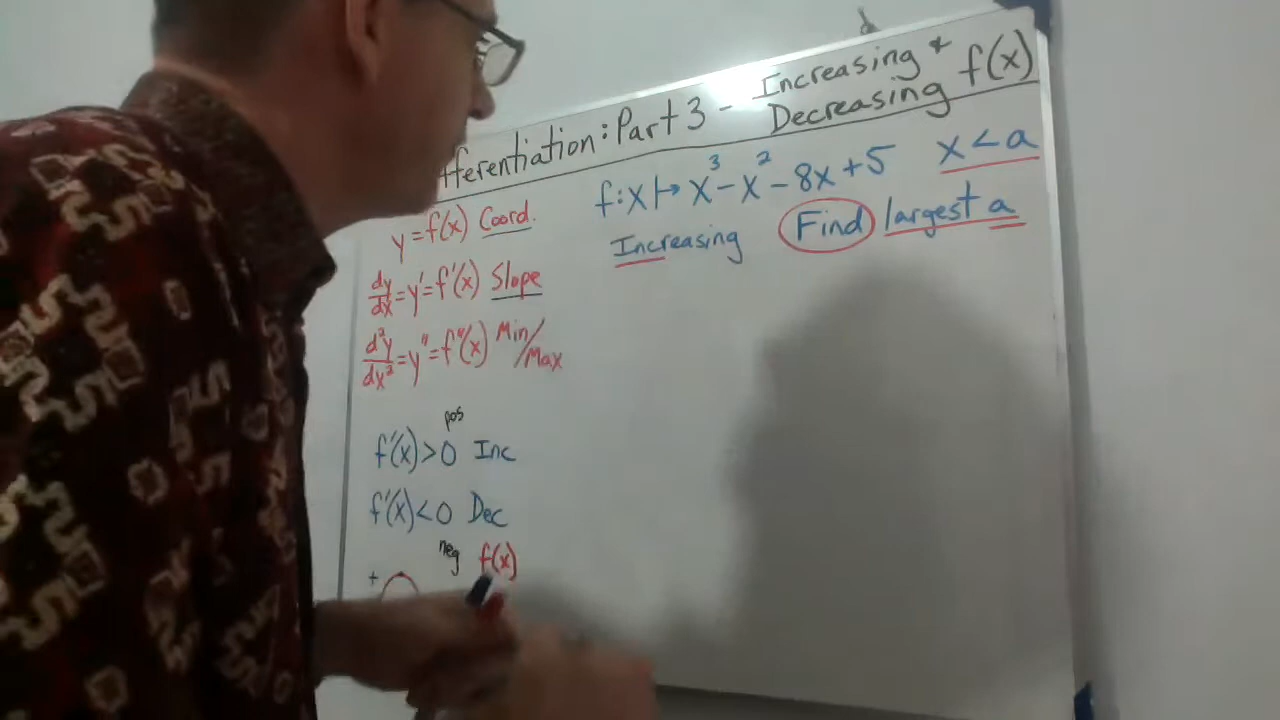 fferentiation: Part 3 - Increasing & Decreasing f(x)
y = f(x) Coord.
dy/dx = y' = f'(x) Slope
d²y/dx² = y'' = f''(x) Min/Max
pos
f'(x) > 0 Inc
f'(x) < 0 Dec
neg
f(x)
+
f: x ↦ x³ - x² - 8x + 5 x < a
Increasing Find largest a